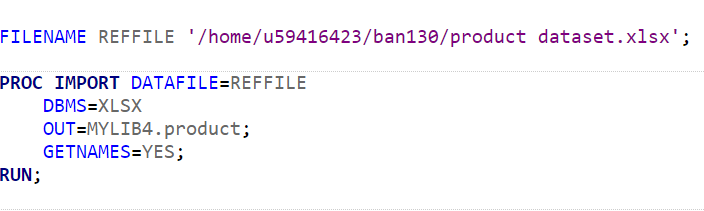 FILENAME REFFILE '/home/u59416423/ban130/product dataset.xlsx';
PROC IMPORT DATAFILE=REFFILE
    DBMS=XLSX
    OUT=MYLIB4.product;
    GETNAMES=YES;
RUN;